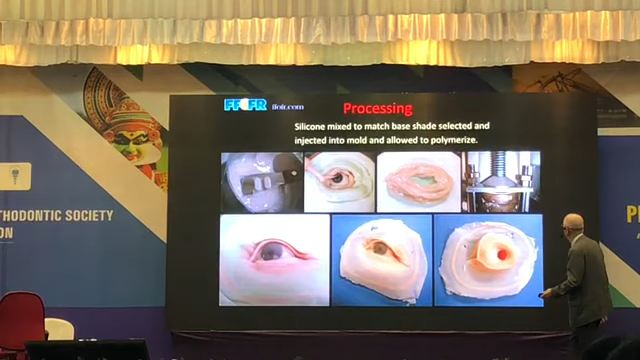 FFOFR ffofr.com
Processing
Silicone mixed to match base shade selected and
injected into mold and allowed to polymerize.
THODONTIC SOCIETY
ON